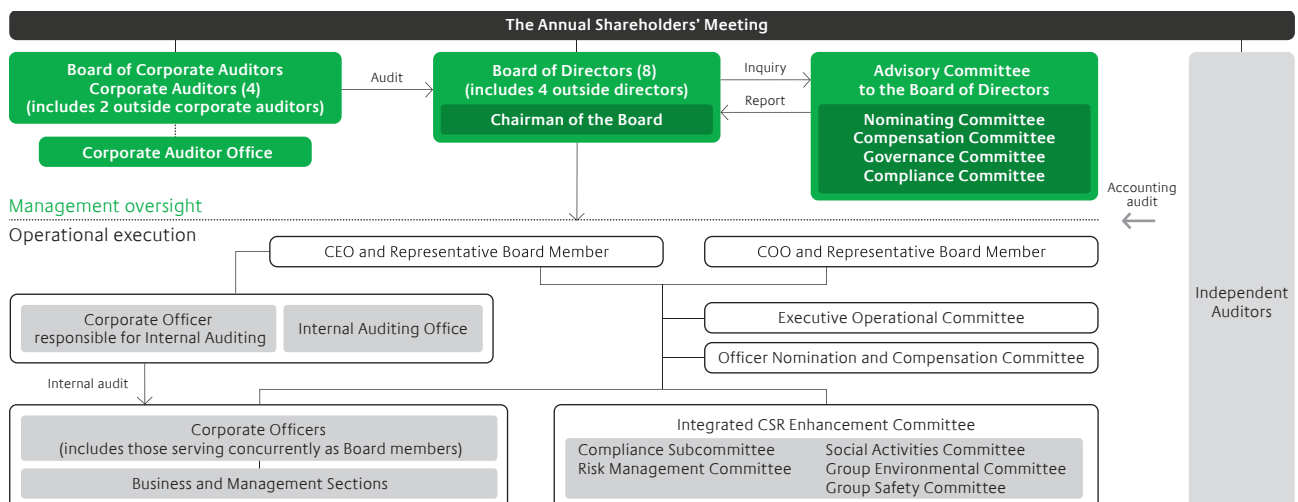 The Annual Shareholders' Meeting
Board of Corporate Auditors
Corporate Auditors (4)
(includes 2 outside corporate auditors)
Corporate Auditor Office
Audit
Board of Directors (8)
(includes 4 outside directors)
Chairman of the Board
Inquiry
Report
Advisory Committee
to the Board of Directors
Nominating Committee
Compensation Committee
Governance Committee
Compliance Committee
Accounting
audit
Independent
Auditors
Management oversight
Operational execution
CEO and Representative Board Member
COO and Representative Board Member
Corporate Officer
responsible for Internal Auditing
Internal Auditing Office
Executive Operational Committee
Officer Nomination and Compensation Committee
Internal audit
Corporate Officers
(includes those serving concurrently as Board members)
Business and Management Sections
Integrated CSR Enhancement Committee
Compliance Subcommittee
Risk Management Committee
Social Activities Committee
Group Environmental Committee
Group Safety Committee